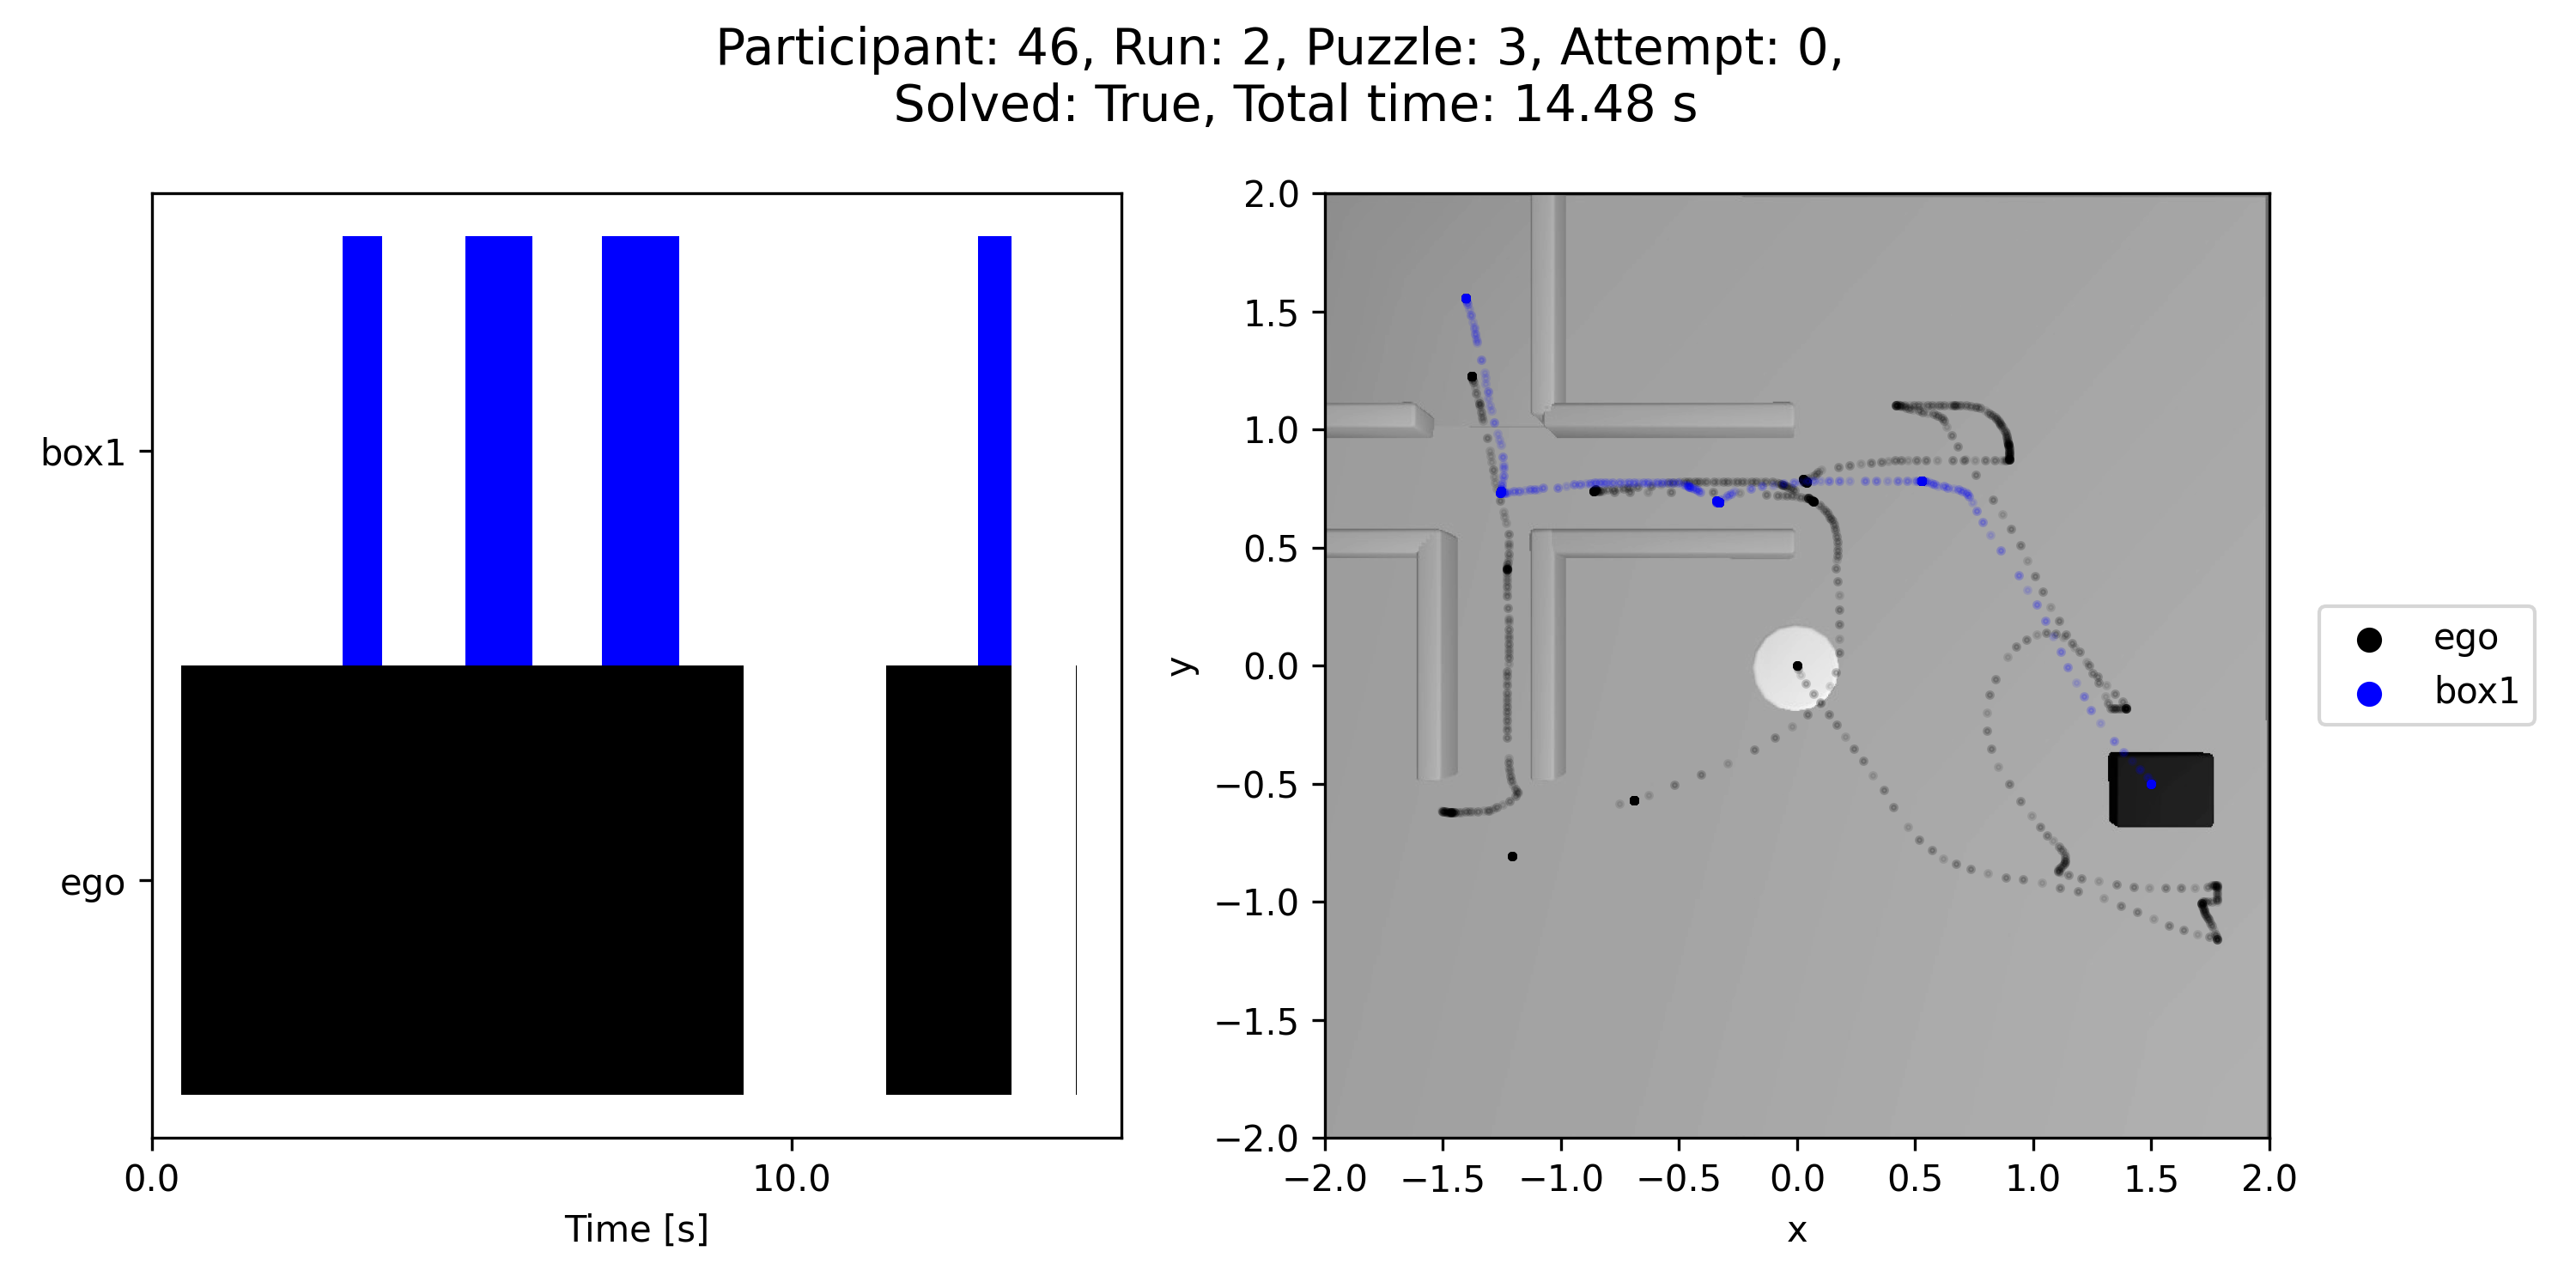 Participant: 46, Run: 2, Puzzle: 3, Attempt: 0,
Solved: True, Total time: 14.48 s
box1
ego
0.0
10.0
Time [s]
2.0
1.5
1.0
0.5
0.0
−0.5
−1.0
−1.5
−2.0
y
−2.0
−1.5
−1.0
−0.5
0.0
0.5
1.0
1.5
2.0
x
ego
box1